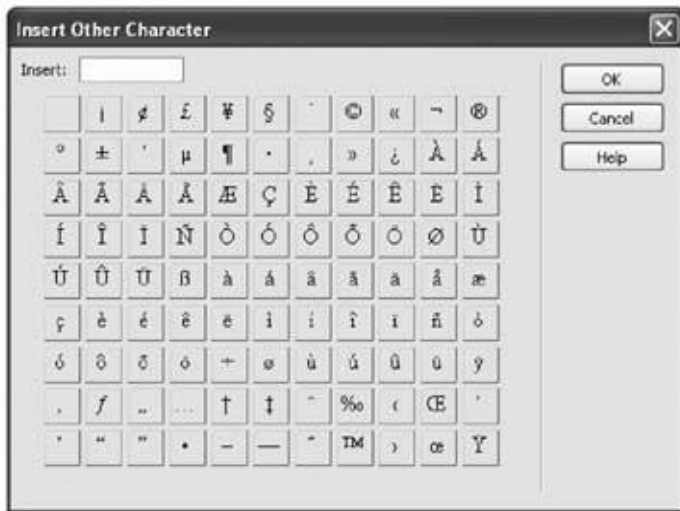 Insert Other Character
Insert:
¡ ¢ £ ¥ § ¨ © « ¬ ®
° ± ´ µ ¶ · ¸ » ¿ À Á
Â Ã Ä Å Æ Ç È É Ê Ë Ì
Í Î Ï Ñ Ò Ó Ô Õ Ö Ø Ù
Ú Û Ü ß à á â ã ä å æ
ç è é ê ë ì í î ï ñ ò
ó ô õ ö ÷ ø ù ú û ü ÿ
‚ ƒ „ … † ‡ ˆ ‰ ‹ Œ ‘
’ “ ” • – — ˜ ™ › œ Ÿ
OK
Cancel
Help